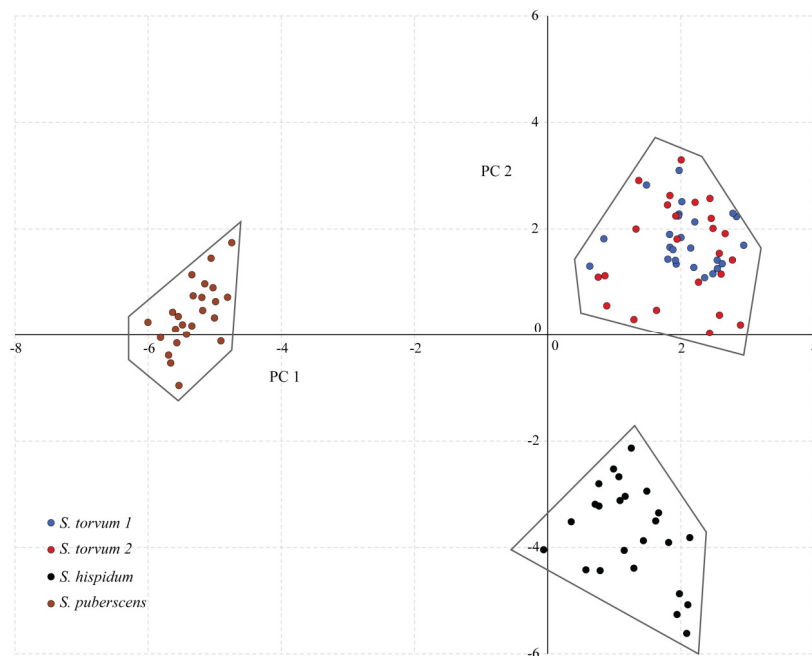 6
4
PC 2
2
0
-8
-6
-4
-2
0
2
PC 1
-2
S. torvum 1
S. torvum 2
-4
S. hispidum
S. puberscens
-6